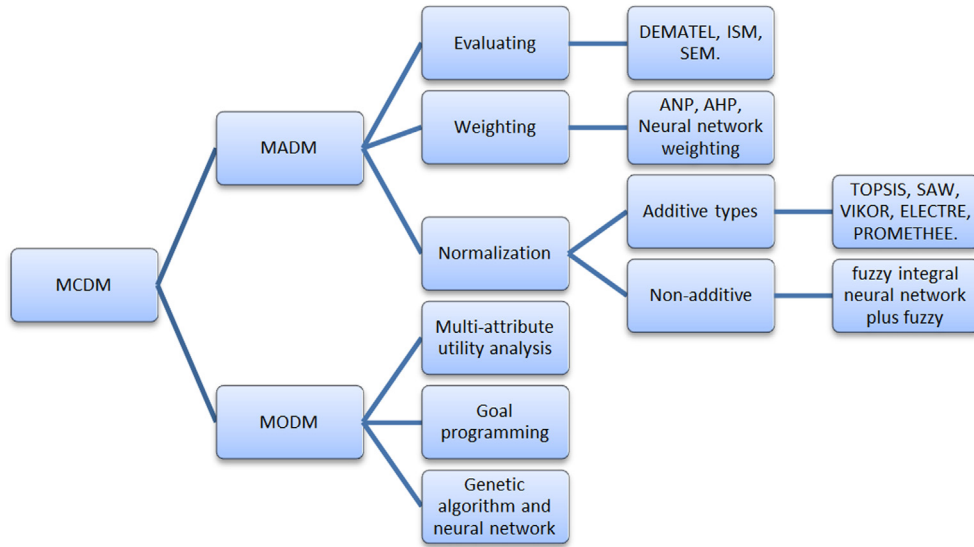 MCDM
MADM
Evaluating
DEMATEL, ISM,
SEM.
Weighting
ANP, AHP,
Neural network
weighting
Normalization
Additive types
TOPSIS, SAW,
VIKOR, ELECTRE,
PROMETHEE.
Non-additive
fuzzy integral
neural network
plus fuzzy
MODM
Multi-attribute
utility analysis
Goal
programming
Genetic
algorithm and
neural network